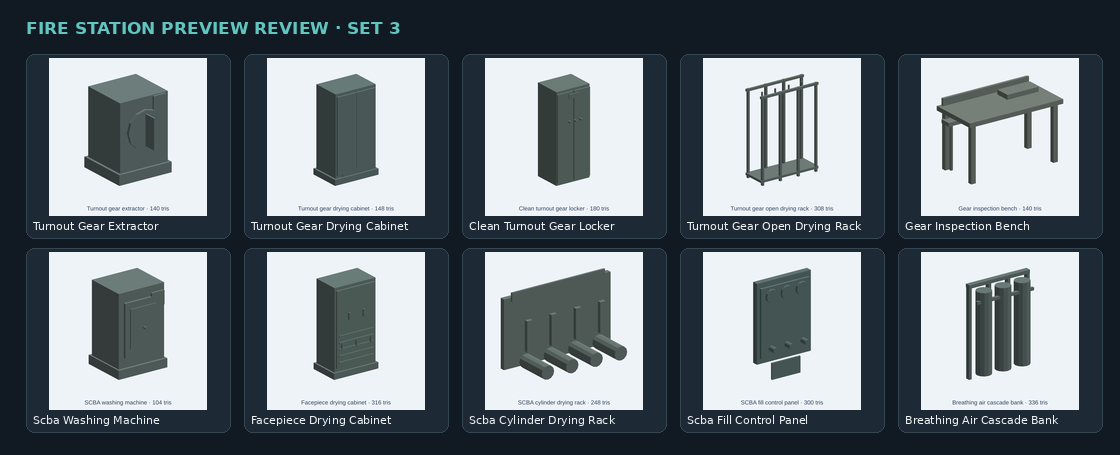 FIRE STATION PREVIEW REVIEW · SET 3
Turnout gear extractor - 140 tris
Turnout Gear Extractor
Turnout gear drying cabinet - 148 tris
Turnout Gear Drying Cabinet
Clean turnout gear locker - 180 tris
Clean Turnout Gear Locker
Turnout gear open drying rack - 308 tris
Turnout Gear Open Drying Rack
Gear inspection bench - 140 tris
Gear Inspection Bench
SCBA washing machine - 104 tris
Scba Washing Machine
Facepiece drying cabinet - 316 tris
Facepiece Drying Cabinet
SCBA cylinder drying rack - 248 tris
Scba Cylinder Drying Rack
SCBA fill control panel - 300 tris
Scba Fill Control Panel
Breathing air cascade bank - 336 tris
Breathing Air Cascade Bank